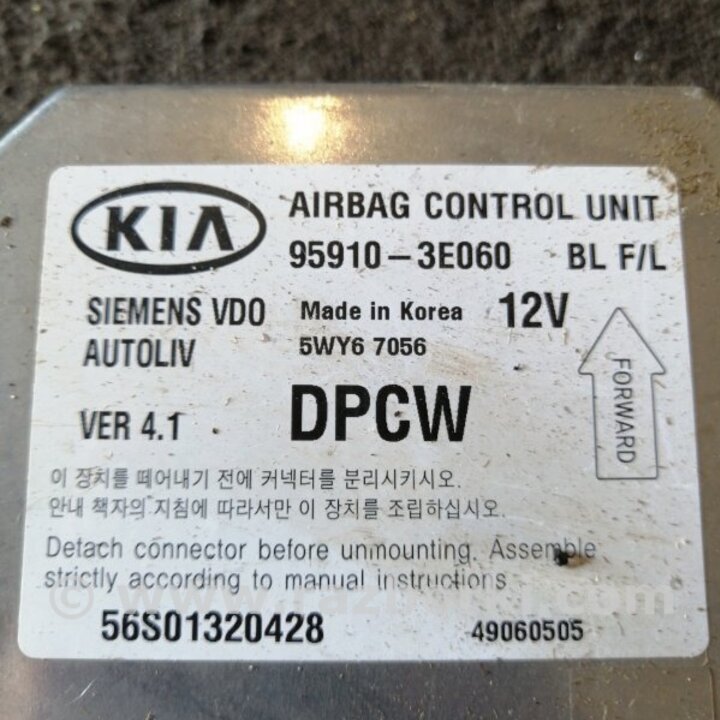 KIA
AIRBAG CONTROL UNIT
95910-3E060 BL F/L
SIEMENS VDO
Made in Korea
12V
AUTOLIV
5WY6 7056
FORWARD
VER 4.1
DPCW
이 장치를 떼어내기 전에 커넥터를 분리시키시오.
안내 책자의 지침에 따라서만 이 장치를 조립하십시오.
Detach connector before unmounting. Assemble
strictly according to manual instructions
56S01320428
49060505